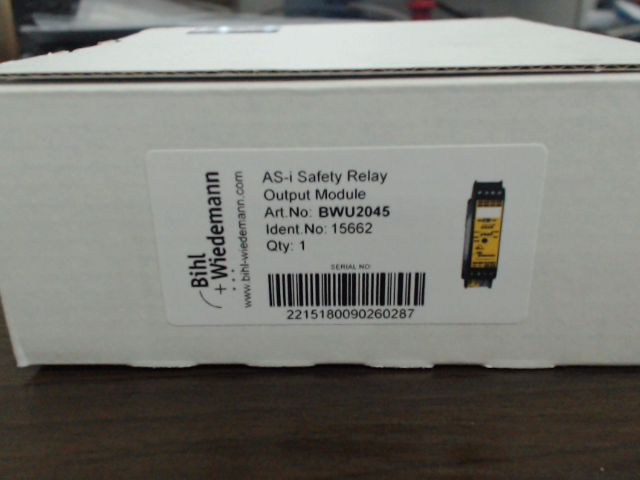 Bihl
+ Wiedemann
www.bihl-wiedemann.com
AS-i Safety Relay
Output Module
Art.No: BWU2045
Ident.No: 15662
Qty: 1
SERIAL NO:
2215180090260287